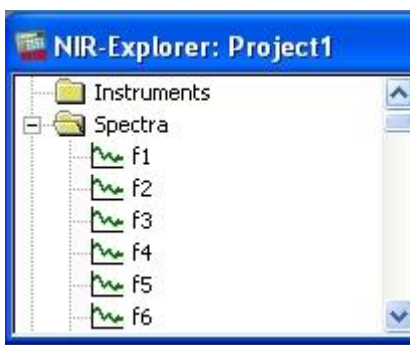 NIR-Explorer: Project1
Instruments
Spectra
f1
f2
f3
f4
f5
f6